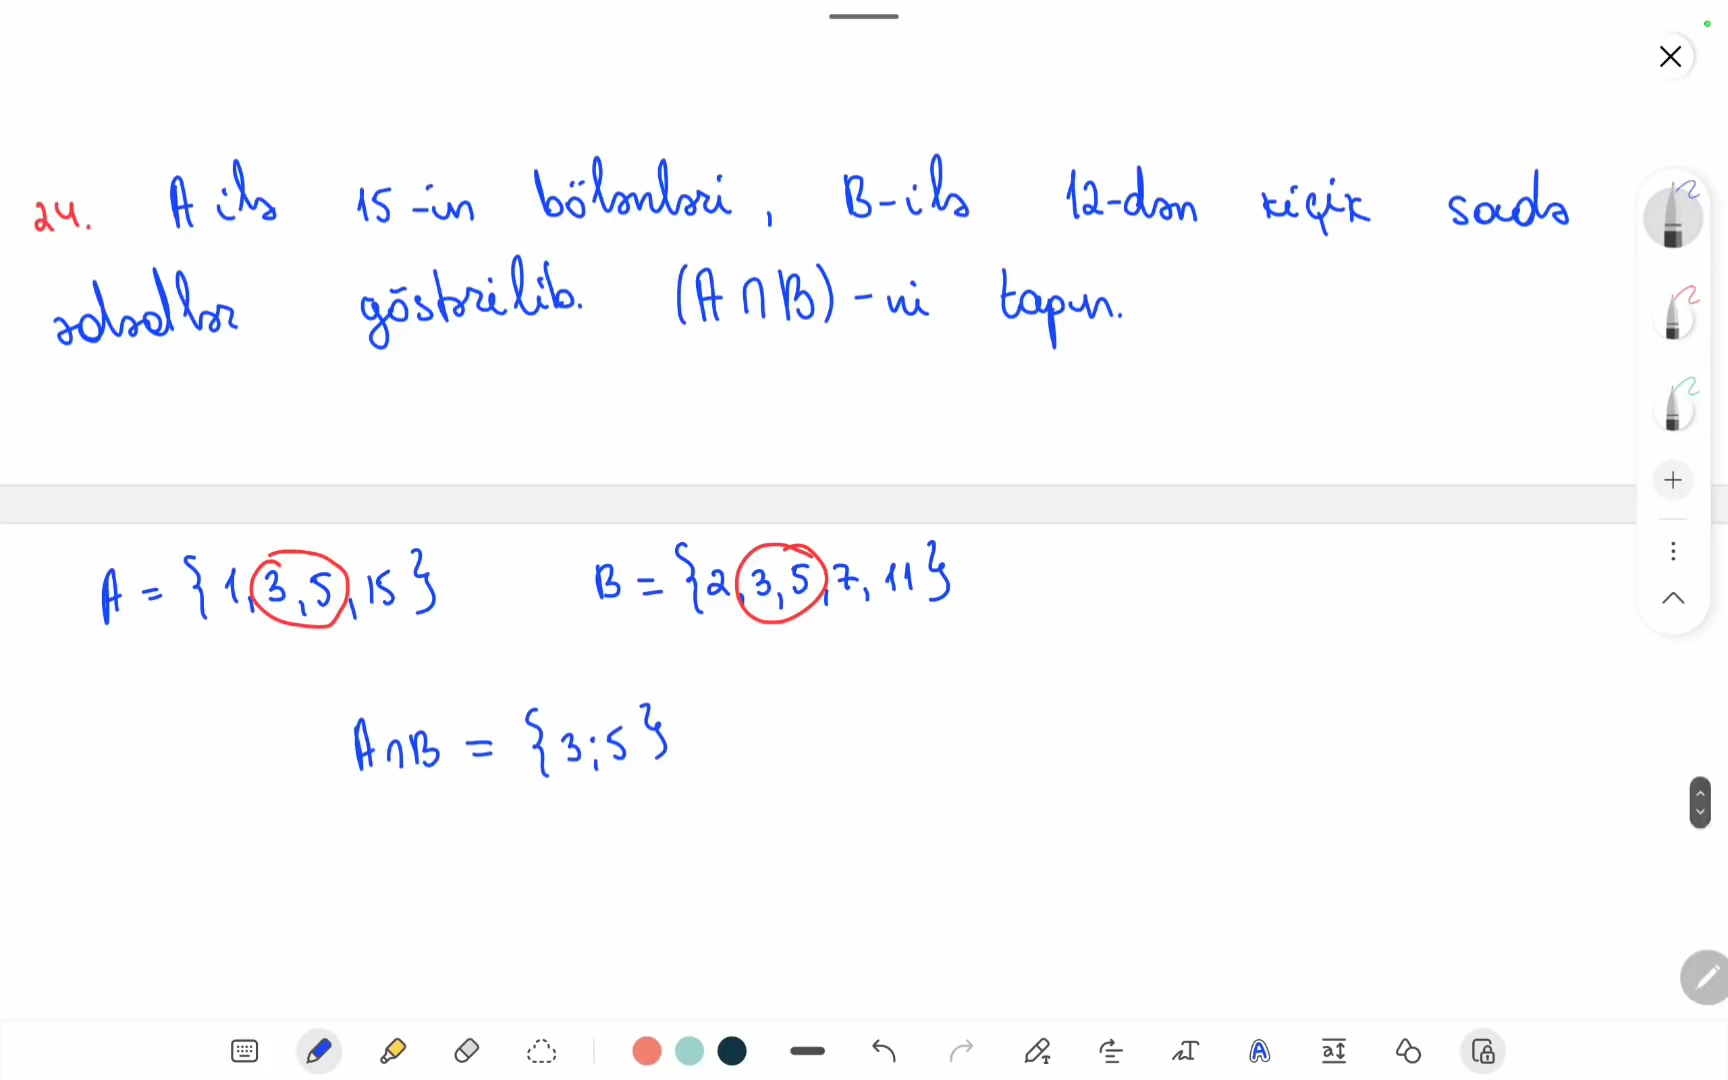 24. A ilə 15-in bölənləri, B-ilə 12-dən kiçik sadə
ədədlər göstərilib. (A ∩ B)-ni tapın.
A = {1, 3, 5, 15} B = {2, 3, 5, 7, 11}
A∩B = {3; 5}